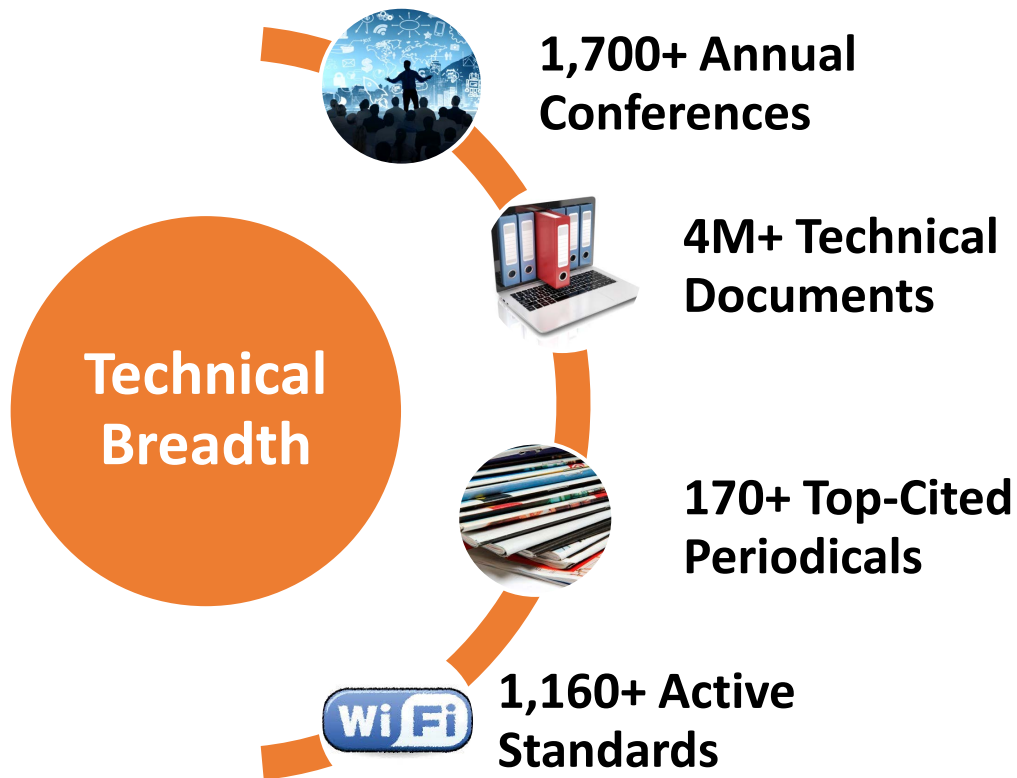 1,700+ Annual
Conferences
4M+ Technical
Documents
Technical
Breadth
170+ Top-Cited
Periodicals
1,160+ Active
Standards
Wi Fi